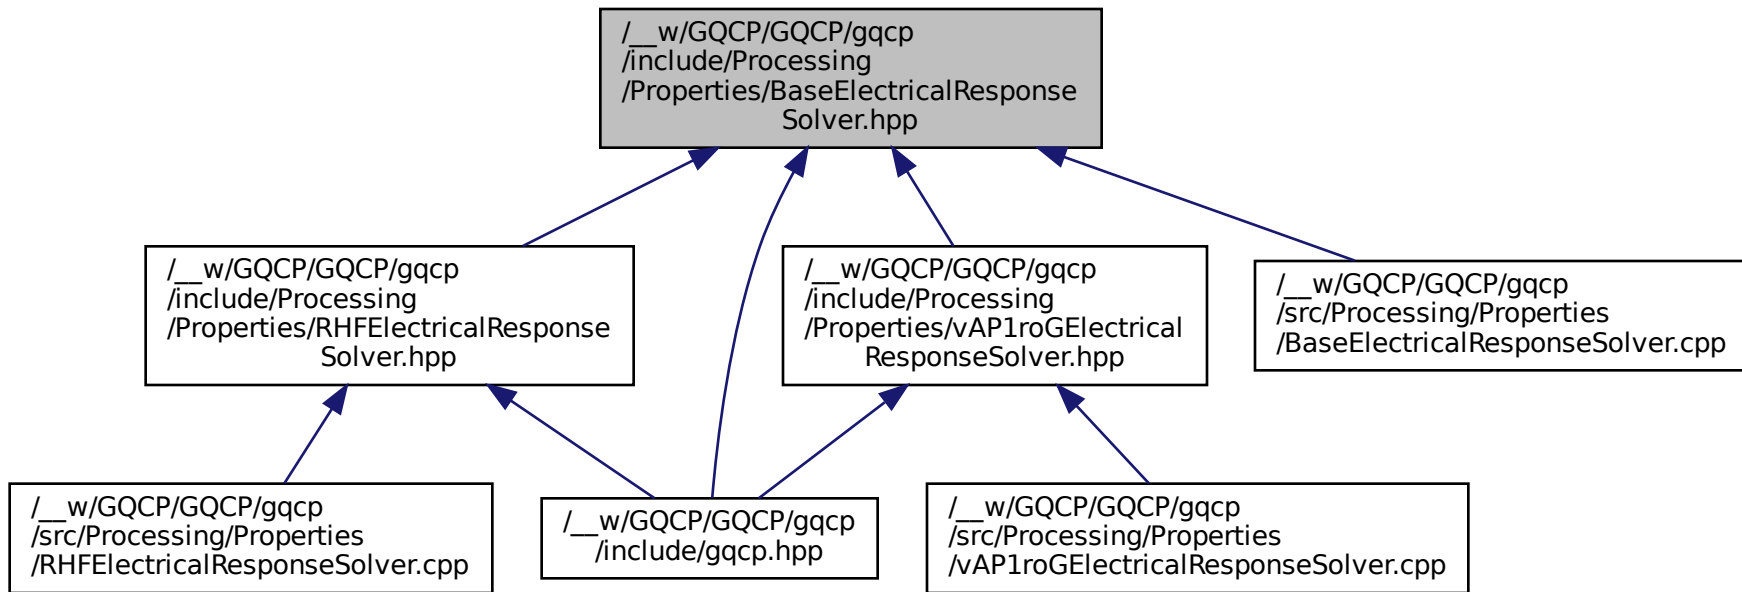 /__w/GQCP/GQCP/gqcp
/include/Processing
/Properties/BaseElectricalResponse
Solver.hpp
/__w/GQCP/GQCP/gqcp
/include/Processing
/Properties/RHFElectricalResponse
Solver.hpp
/__w/GQCP/GQCP/gqcp
/include/Processing
/Properties/vAP1roGElectrical
ResponseSolver.hpp
/__w/GQCP/GQCP/gqcp
/src/Processing/Properties
/BaseElectricalResponseSolver.cpp
/__w/GQCP/GQCP/gqcp
/src/Processing/Properties
/RHFElectricalResponseSolver.cpp
/__w/GQCP/GQCP/gqcp
/include/gqcp.hpp
/__w/GQCP/GQCP/gqcp
/src/Processing/Properties
/vAP1roGElectricalResponseSolver.cpp